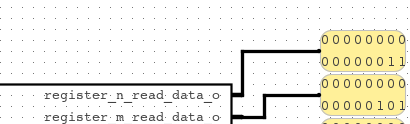 00000000
00000011
register_n_read_data_o
00000000
00000101
register_m_read_data_o